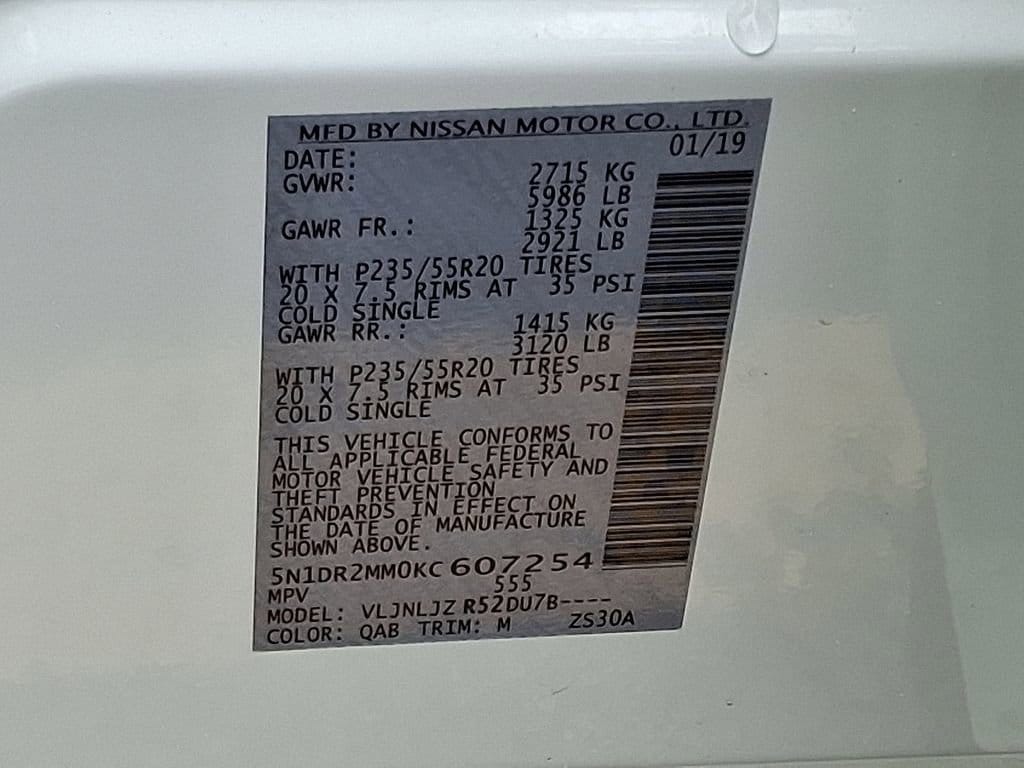 MFD BY NISSAN MOTOR CO., LTD.
DATE: 01/19
GVWR: 2715 KG
5986 LB
GAWR FR.: 1325 KG
2921 LB
WITH P235/55R20 TIRES
20 X 7.5 RIMS AT 35 PSI
COLD SINGLE
GAWR RR.: 1415 KG
3120 LB
WITH P235/55R20 TIRES
20 X 7.5 RIMS AT 35 PSI
COLD SINGLE
THIS VEHICLE CONFORMS TO
ALL APPLICABLE FEDERAL
MOTOR VEHICLE SAFETY AND
THEFT PREVENTION
STANDARDS IN EFFECT ON
THE DATE OF MANUFACTURE
SHOWN ABOVE.
5N1DR2MM0KC607254
MPV 555
MODEL: VLJNLJZ R52DU7B----
COLOR: QAB TRIM: M ZS30A